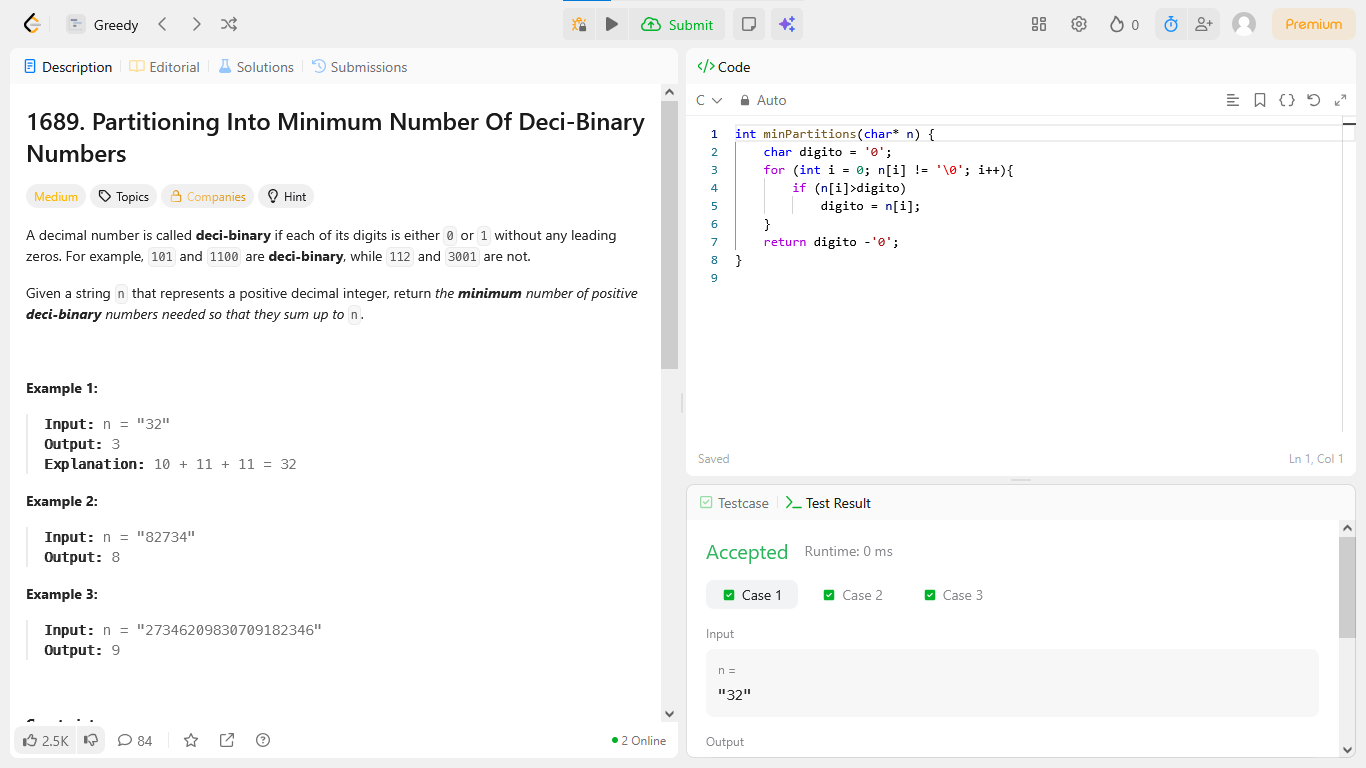 Greedy
Submit
0
Premium
Description
Editorial
Solutions
Submissions
1689. Partitioning Into Minimum Number Of Deci-Binary
Numbers
Medium
Topics
Companies
Hint
A decimal number is called deci-binary if each of its digits is either 0 or 1 without any leading
zeros. For example, 101 and 1100 are deci-binary, while 112 and 3001 are not.
Given a string n that represents a positive decimal integer, return the minimum number of positive
deci-binary numbers needed so that they sum up to n.
Example 1:
Input: n = "32"
Output: 3
Explanation: 10 + 11 + 11 = 32
Example 2:
Input: n = "82734"
Output: 8
Example 3:
Input: n = "27346209830709182346"
Output: 9
2.5K
84
2 Online
Code
C
Auto
1 int minPartitions(char* n) {
2 char digito = '0';
3 for (int i = 0; n[i] != '\0'; i++){
4 if (n[i]>digito)
5 digito = n[i];
6 }
7 return digito -'0';
8 }
9
Saved
Ln 1, Col 1
Testcase
Test Result
Accepted
Runtime: 0 ms
Case 1
Case 2
Case 3
Input
n =
"32"
Output